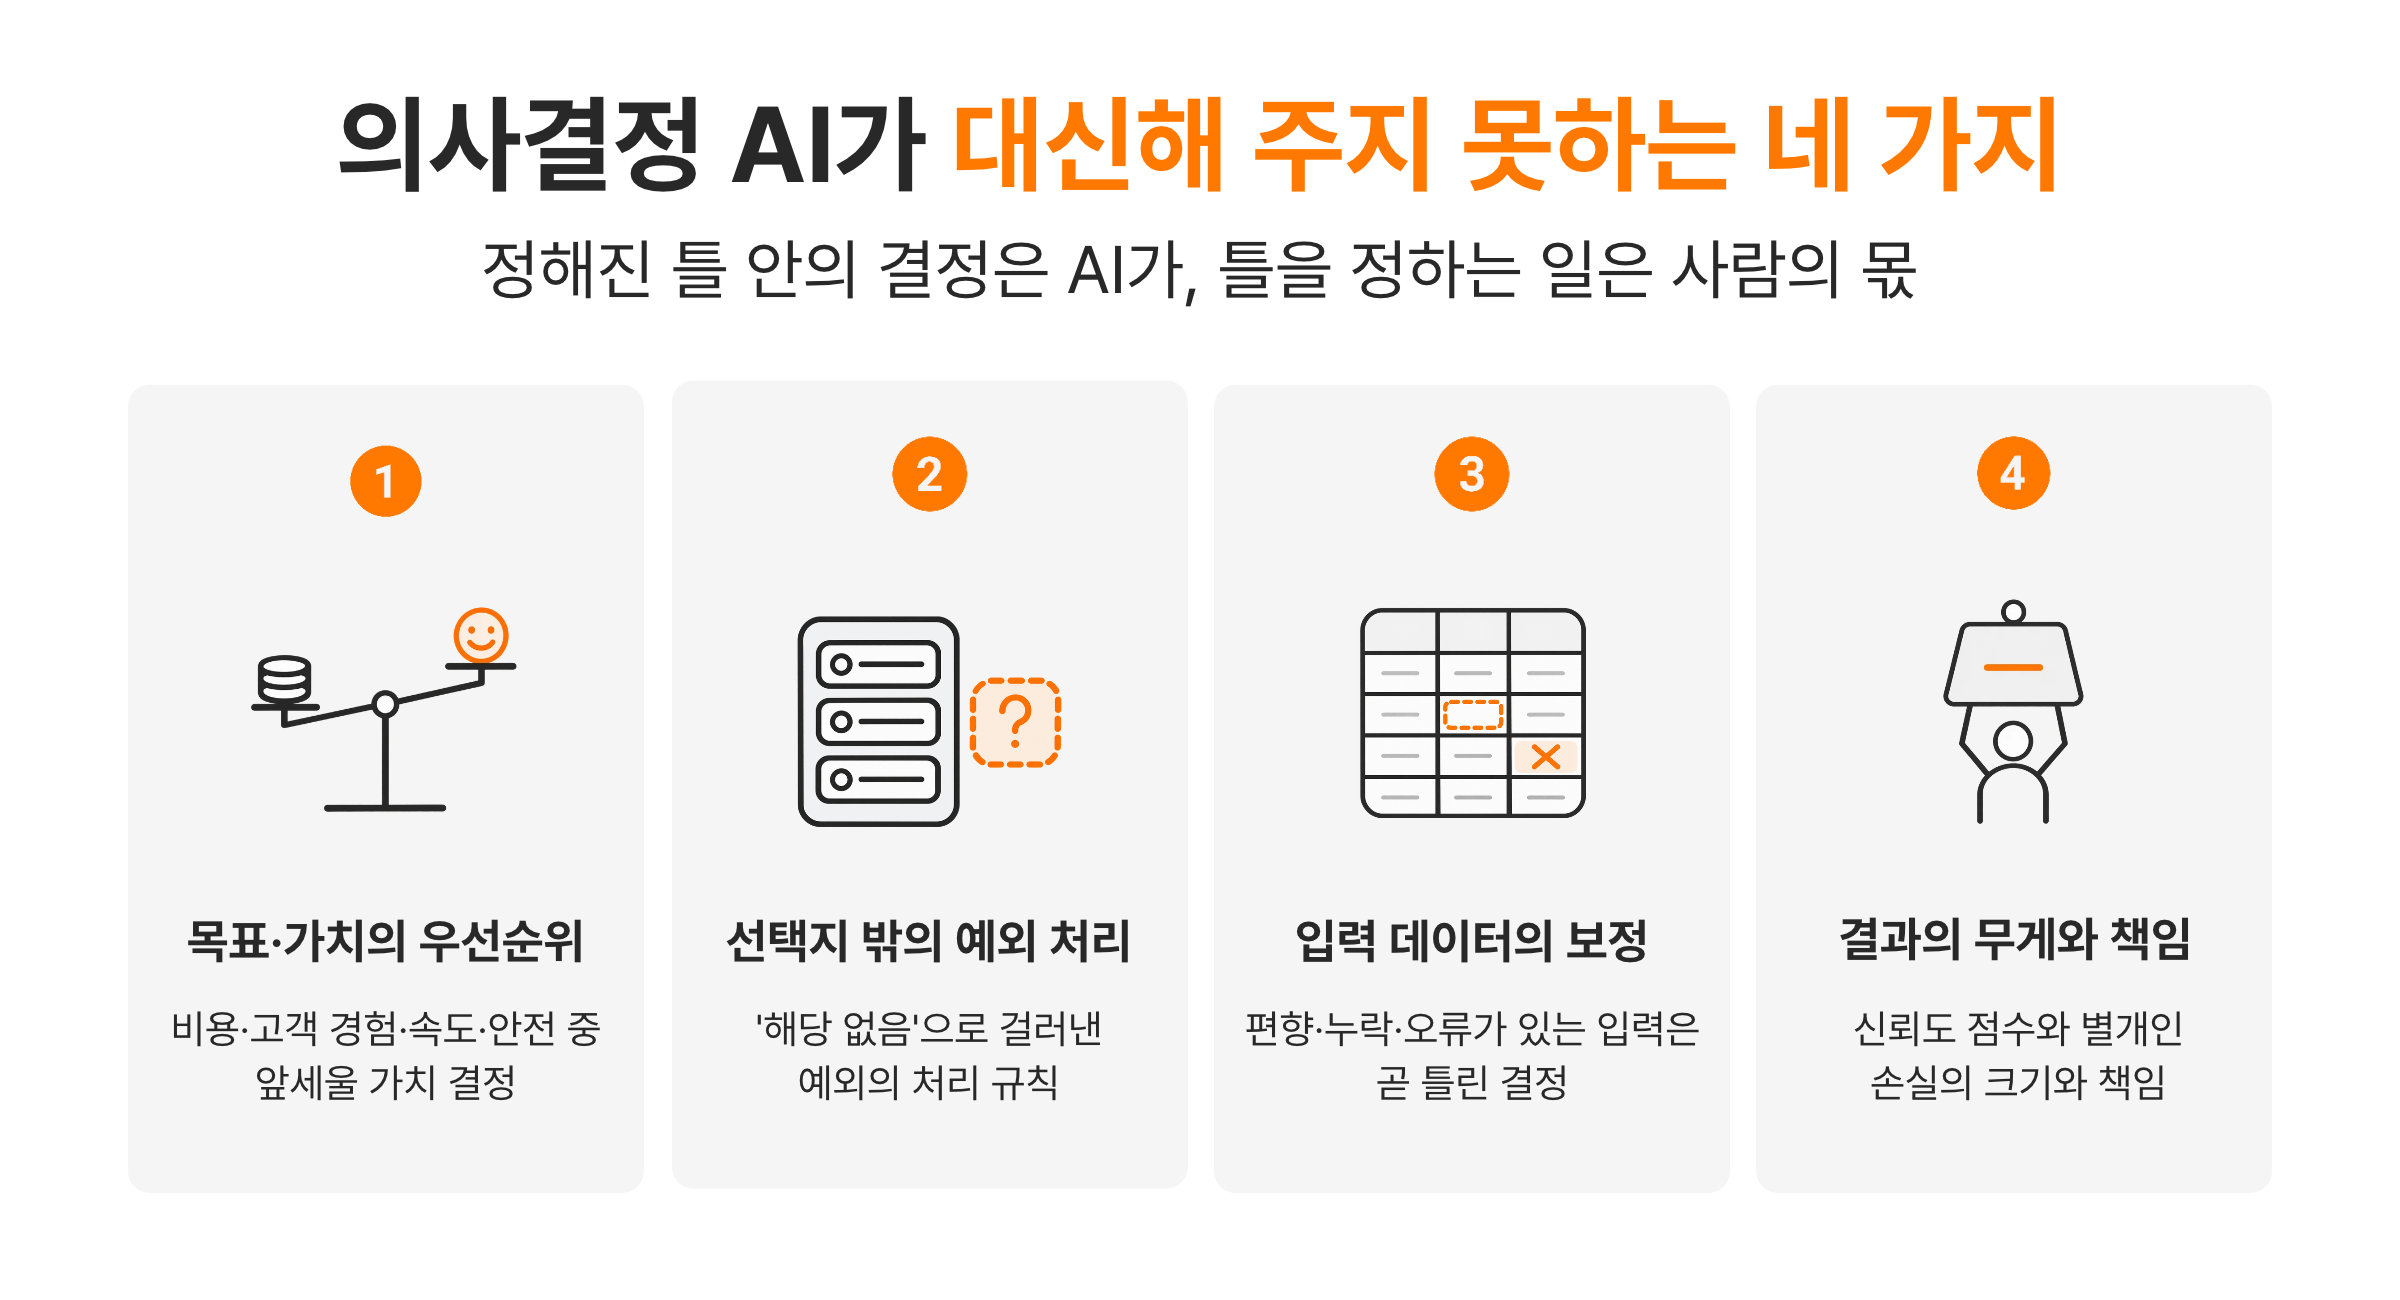 의사결정 AI가 대신해 주지 못하는 네 가지
정해진 틀 안의 결정은 AI가, 틀을 정하는 일은 사람의 몫
1
목표·가치의 우선순위
비용·고객 경험·속도·안전 중
앞세울 가치 결정
2
?
선택지 밖의 예외 처리
'해당 없음'으로 걸러낸
예외의 처리 규칙
3
입력 데이터의 보정
편향·누락·오류가 있는 입력은
곧 틀린 결정
4
결과의 무게와 책임
신뢰도 점수와 별개인
손실의 크기와 책임